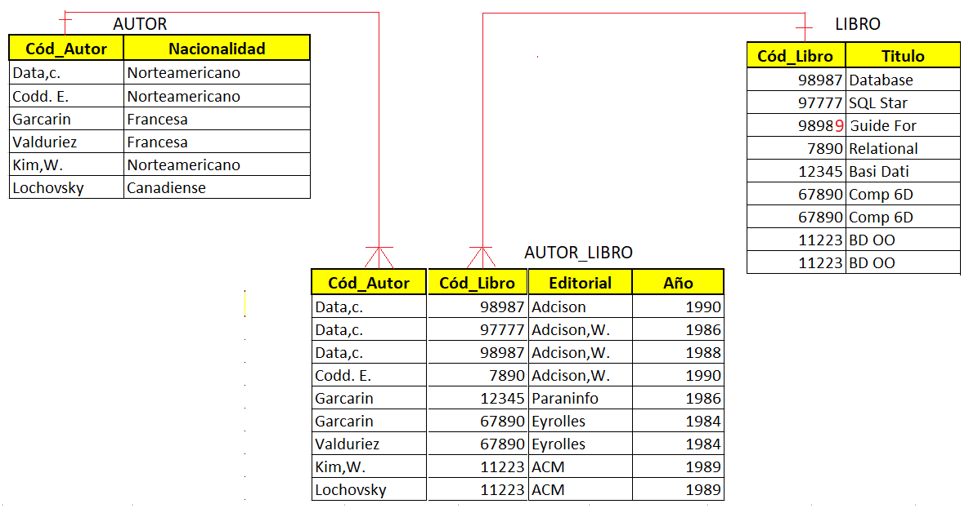 AUTOR
Cód_Autor Nacionalidad
Data,c. Norteamericano
Codd. E. Norteamericano
Garcarin Francesa
Valduriez Francesa
Kim,W. Norteamericano
Lochovsky Canadiense
LIBRO
Cód_Libro Titulo
98987 Database
97777 SQL Star
98989 Guide For
7890 Relational
12345 Basi Dati
67890 Comp 6D
67890 Comp 6D
11223 BD OO
11223 BD OO
AUTOR_LIBRO
Cód_Autor Cód_Libro Editorial Año
Data,c. 98987 Adcison 1990
Data,c. 97777 Adcison,W. 1986
Data,c. 98987 Adcison,W. 1988
Codd. E. 7890 Adcison,W. 1990
Garcarin 12345 Paraninfo 1986
Garcarin 67890 Eyrolles 1984
Valduriez 67890 Eyrolles 1984
Kim,W. 11223 ACM 1989
Lochovsky 11223 ACM 1989